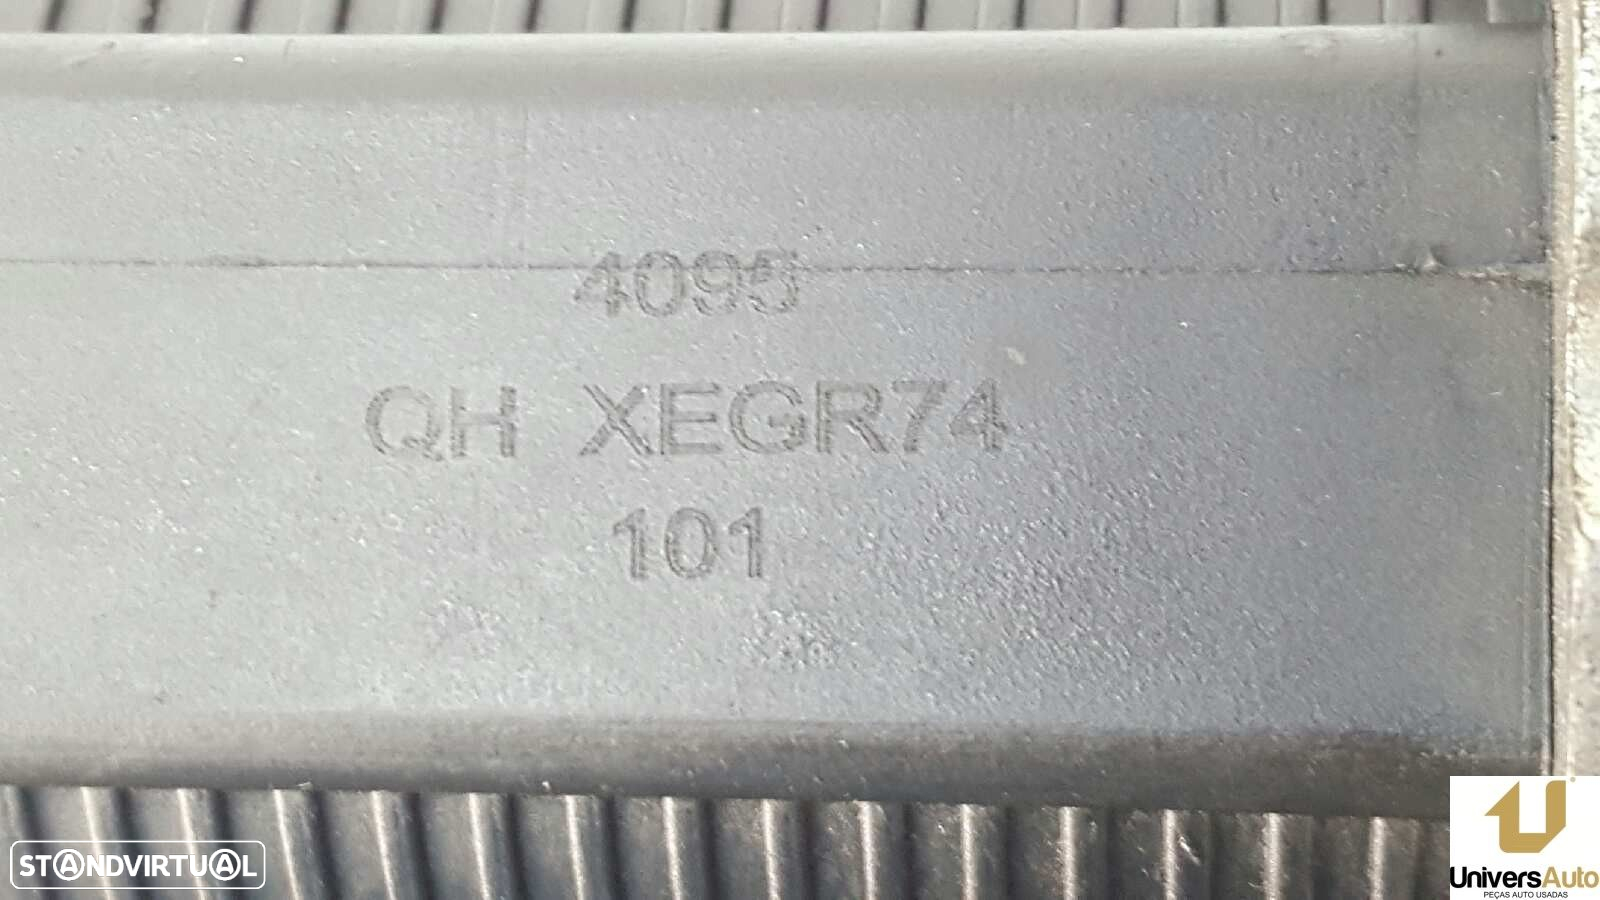 4095
QH XEGR74
101
STANDVIRTUAL
UniversAuto
PEÇAS AUTO USADAS